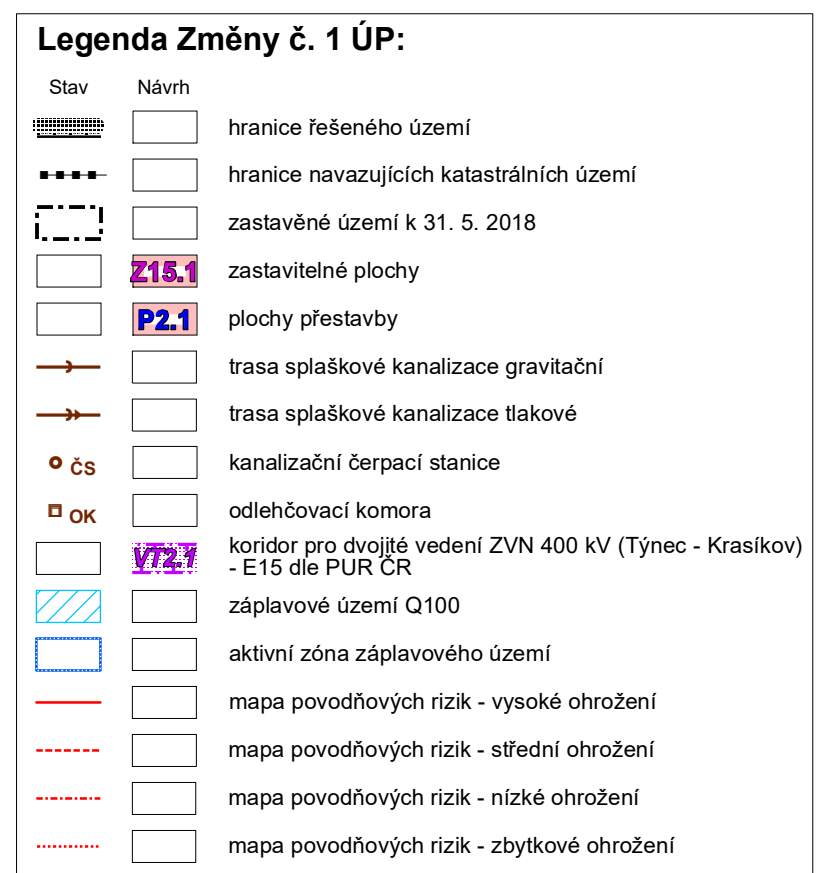 Legenda Změny č. 1 ÚP:
Stav Návrh
hranice řešeného území
hranice navazujících katastrálních území
zastavěné území k 31. 5. 2018
Z15.1 zastavitelné plochy
P2.1 plochy přestavby
trasa splaškové kanalizace gravitační
trasa splaškové kanalizace tlakové
ČS kanalizační čerpací stanice
OK odlehčovací komora
VT2.1 koridor pro dvojité vedení ZVN 400 kV (Týnec - Krasíkov)
- E15 dle PUR ČR
záplavové území Q100
aktivní zóna záplavového území
mapa povodňových rizik - vysoké ohrožení
mapa povodňových rizik - střední ohrožení
mapa povodňových rizik - nízké ohrožení
mapa povodňových rizik - zbytkové ohrožení